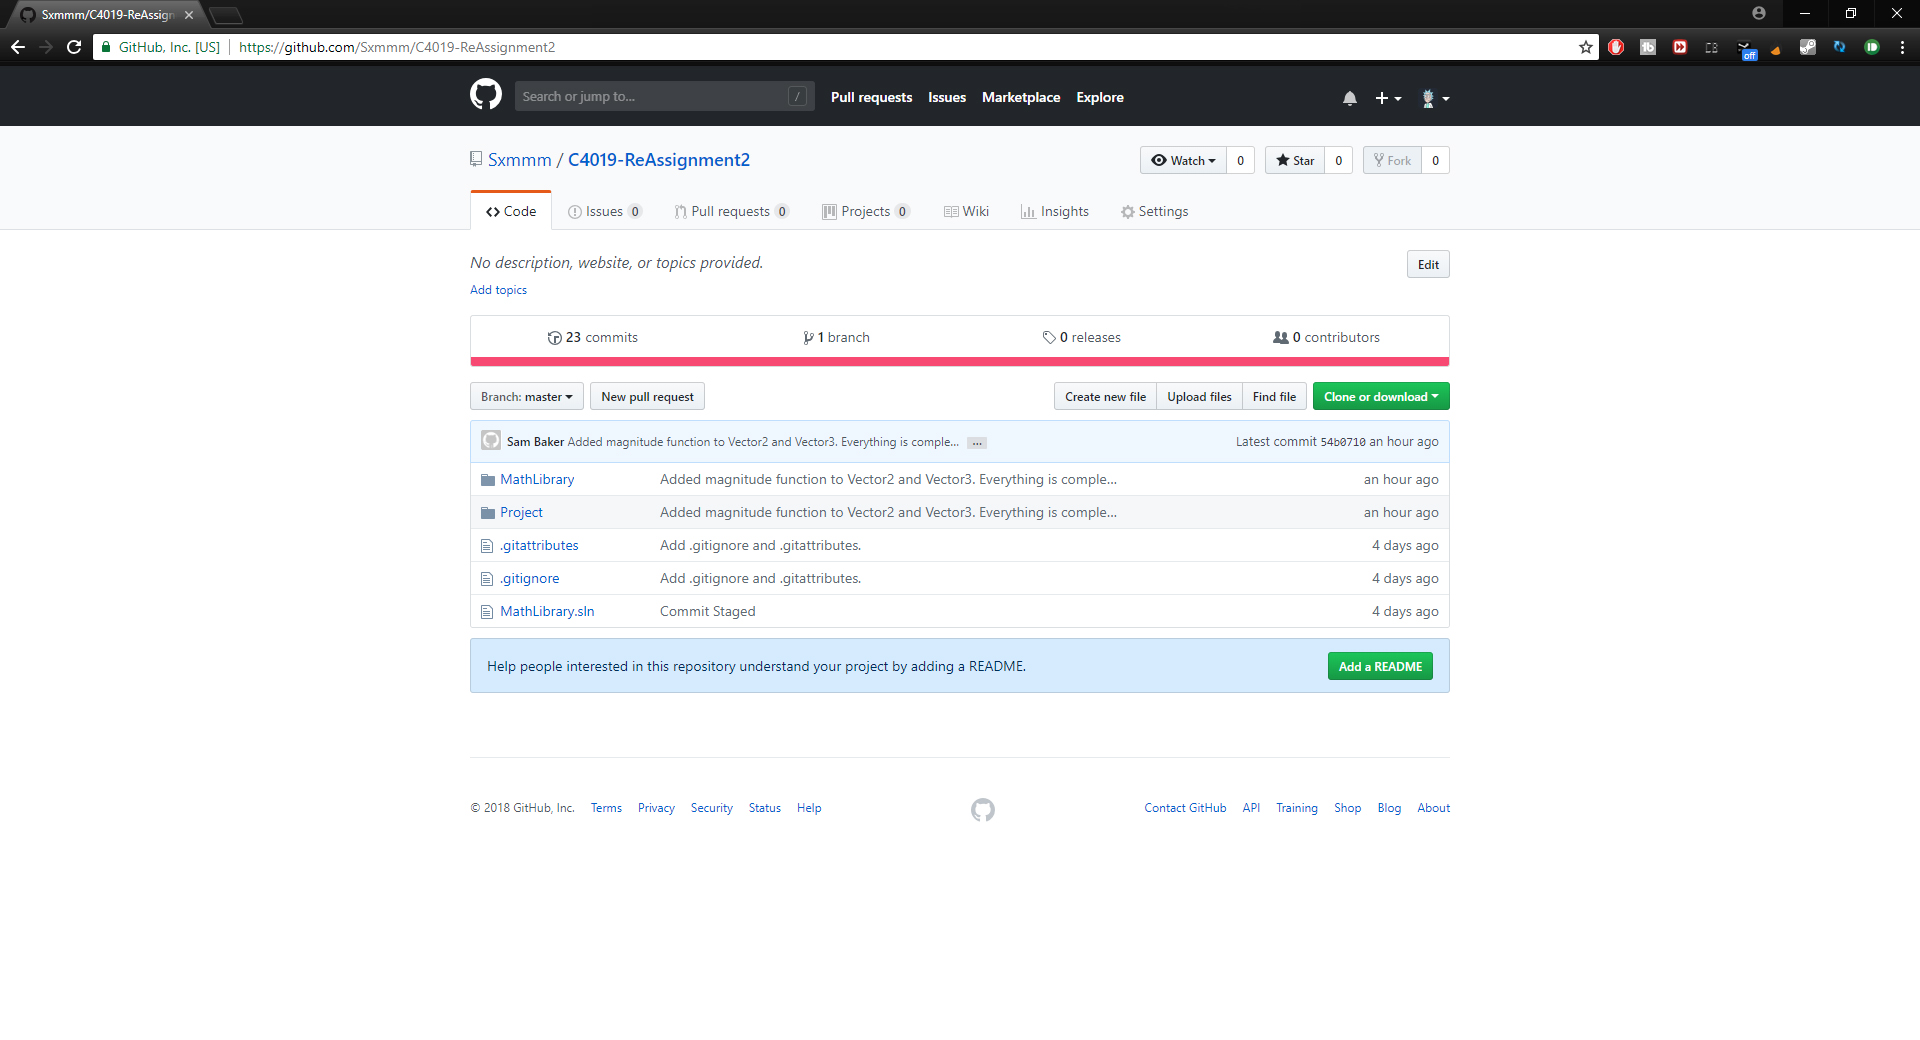 Sxmmm/C4019-ReAssign
GitHub, Inc. [US] https://github.com/Sxmmm/C4019-ReAssignment2
off
Search or jump to... / Pull requests Issues Marketplace Explore
Sxmmm / C4019-ReAssignment2 Watch 0 Star 0 Fork 0
Code Issues 0 Pull requests 0 Projects 0 Wiki Insights Settings
No description, website, or topics provided. Edit
Add topics
23 commits 1 branch 0 releases 0 contributors
Branch: master New pull request Create new file Upload files Find file Clone or download
Sam Baker Added magnitude function to Vector2 and Vector3. Everything is comple... ... Latest commit 54b0710 an hour ago
MathLibrary Added magnitude function to Vector2 and Vector3. Everything is comple... an hour ago
Project Added magnitude function to Vector2 and Vector3. Everything is comple... an hour ago
.gitattributes Add .gitignore and .gitattributes. 4 days ago
.gitignore Add .gitignore and .gitattributes. 4 days ago
MathLibrary.sln Commit Staged 4 days ago
Help people interested in this repository understand your project by adding a README. Add a README
© 2018 GitHub, Inc. Terms Privacy Security Status Help Contact GitHub API Training Shop Blog About